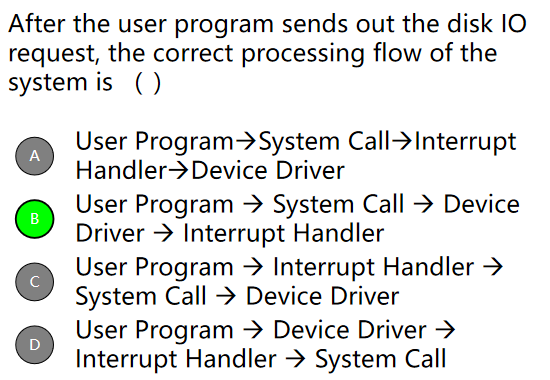 After the user program sends out the disk IO
request, the correct processing flow of the
system is ( )
A User Program→System Call→Interrupt
Handler→Device Driver
B User Program → System Call → Device
Driver → Interrupt Handler
C User Program → Interrupt Handler →
System Call → Device Driver
D User Program → Device Driver →
Interrupt Handler → System Call